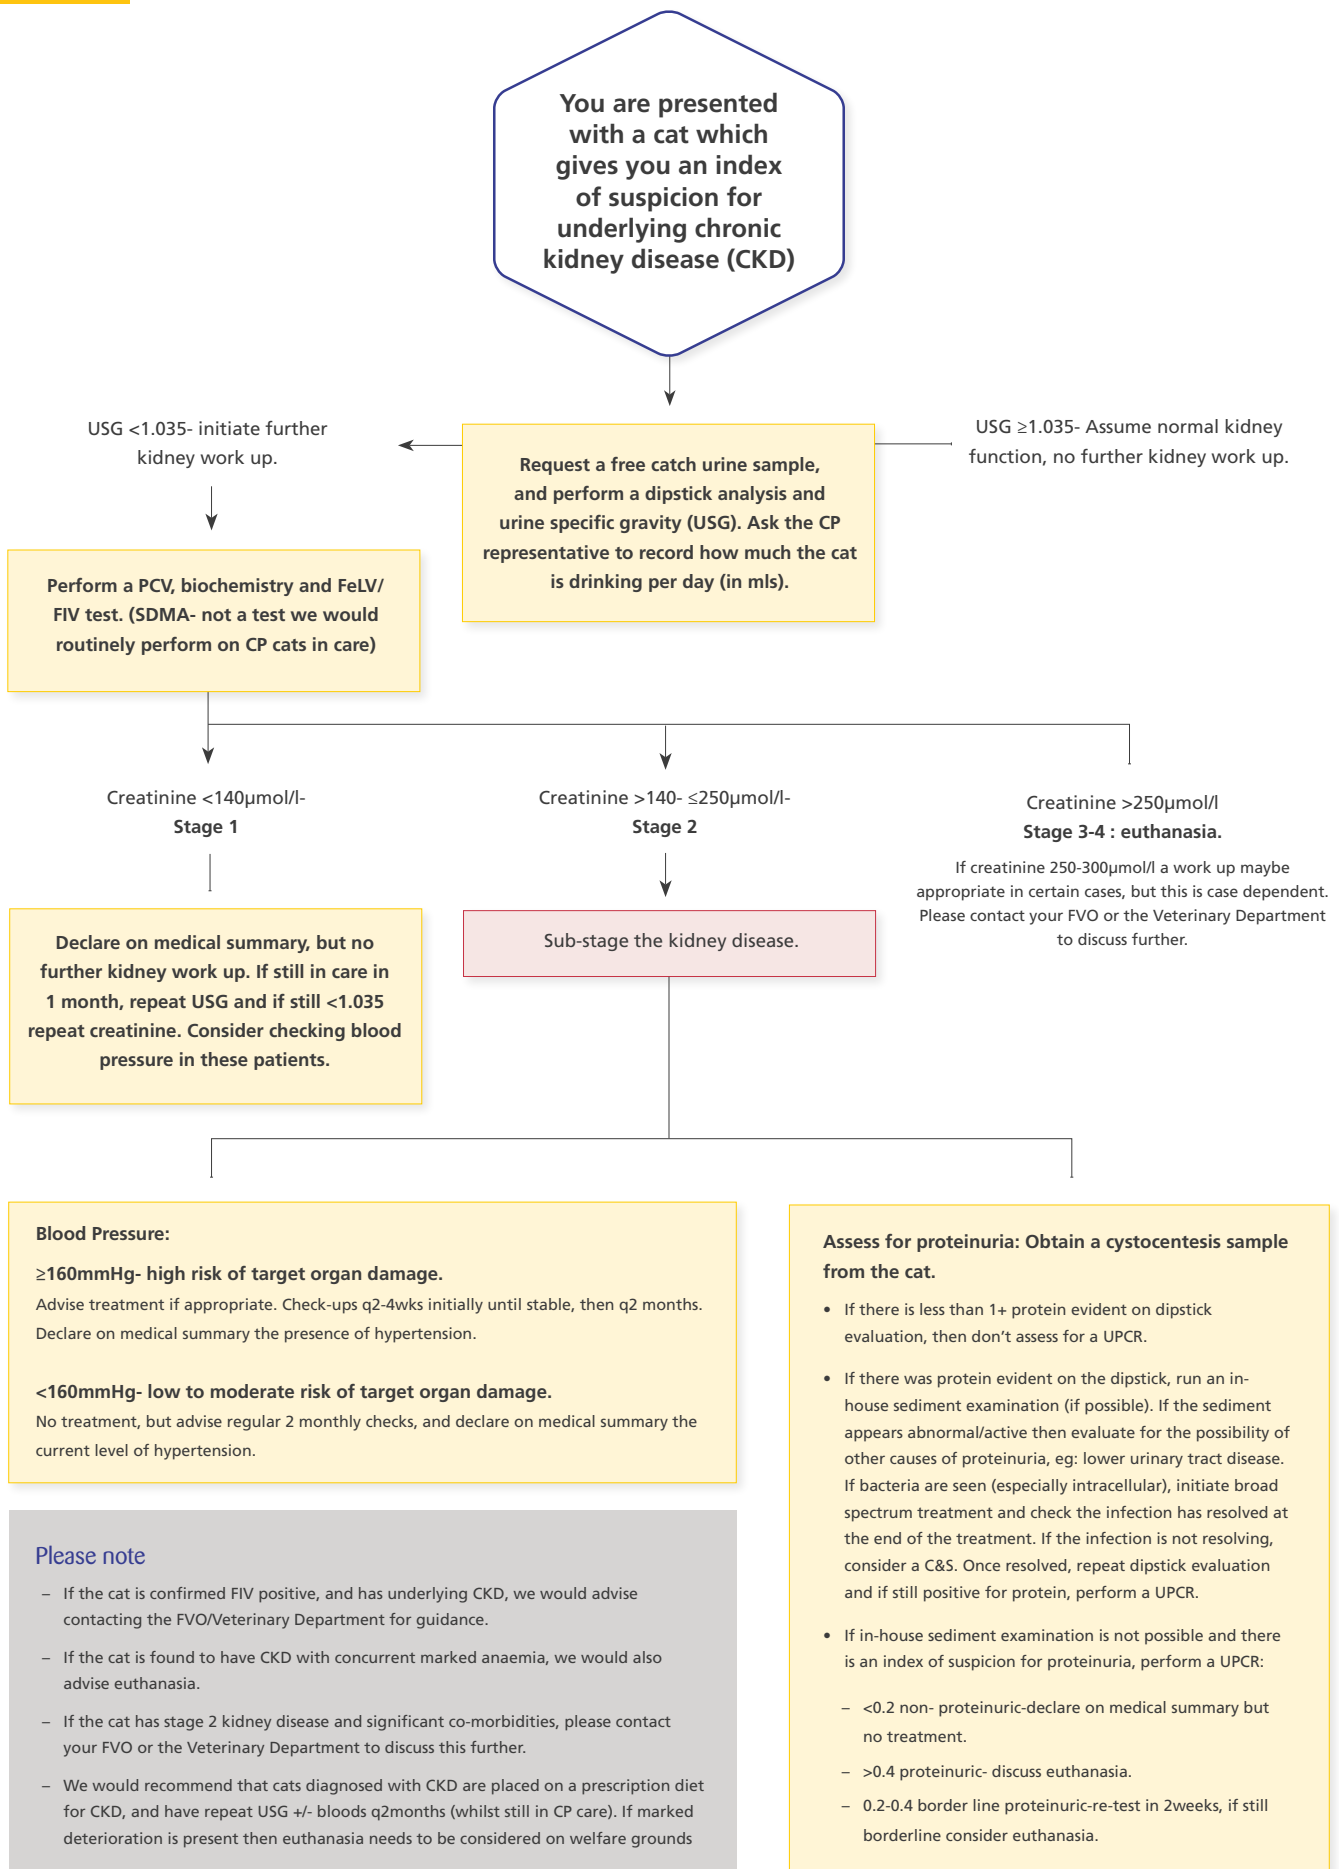 You are presented
with a cat which
gives you an index
of suspicion for
underlying chronic
kidney disease (CKD)
USG <1.035- initiate further
kidney work up.
Request a free catch urine sample,
and perform a dipstick analysis and
urine specific gravity (USG). Ask the CP
representative to record how much the cat
is drinking per day (in mls).
USG ≥1.035- Assume normal kidney
function, no further kidney work up.
Perform a PCV, biochemistry and FeLV/
FIV test. (SDMA- not a test we would
routinely perform on CP cats in care)
Creatinine <140µmol/l-
Stage 1
Creatinine >140- ≤250µmol/l-
Stage 2
Creatinine >250µmol/l
Stage 3-4 : euthanasia.
If creatinine 250-300µmol/l a work up maybe
appropriate in certain cases, but this is case dependent.
Please contact your FVO or the Veterinary Department
to discuss further.
Declare on medical summary, but no
further kidney work up. If still in care in
1 month, repeat USG and if still <1.035
repeat creatinine. Consider checking blood
pressure in these patients.
Sub-stage the kidney disease.
Blood Pressure:
≥160mmHg- high risk of target organ damage.
Advise treatment if appropriate. Check-ups q2-4wks initially until stable, then q2 months.
Declare on medical summary the presence of hypertension.
<160mmHg- low to moderate risk of target organ damage.
No treatment, but advise regular 2 monthly checks, and declare on medical summary the
current level of hypertension.
Please note
– If the cat is confirmed FIV positive, and has underlying CKD, we would advise
contacting the FVO/Veterinary Department for guidance.
– If the cat is found to have CKD with concurrent marked anaemia, we would also
advise euthanasia.
– If the cat has stage 2 kidney disease and significant co-morbidities, please contact
your FVO or the Veterinary Department to discuss this further.
– We would recommend that cats diagnosed with CKD are placed on a prescription diet
for CKD, and have repeat USG +/- bloods q2months (whilst still in CP care). If marked
deterioration is present then euthanasia needs to be considered on welfare grounds
Assess for proteinuria: Obtain a cystocentesis sample
from the cat.
• If there is less than 1+ protein evident on dipstick
evaluation, then don’t assess for a UPCR.
• If there was protein evident on the dipstick, run an in-
house sediment examination (if possible). If the sediment
appears abnormal/active then evaluate for the possibility of
other causes of proteinuria, eg: lower urinary tract disease.
If bacteria are seen (especially intracellular), initiate broad
spectrum treatment and check the infection has resolved at
the end of the treatment. If the infection is not resolving,
consider a C&S. Once resolved, repeat dipstick evaluation
and if still positive for protein, perform a UPCR.
• If in-house sediment examination is not possible and there
is an index of suspicion for proteinuria, perform a UPCR:
– <0.2 non- proteinuric-declare on medical summary but
no treatment.
– >0.4 proteinuric- discuss euthanasia.
– 0.2-0.4 border line proteinuric-re-test in 2weeks, if still
borderline consider euthanasia.